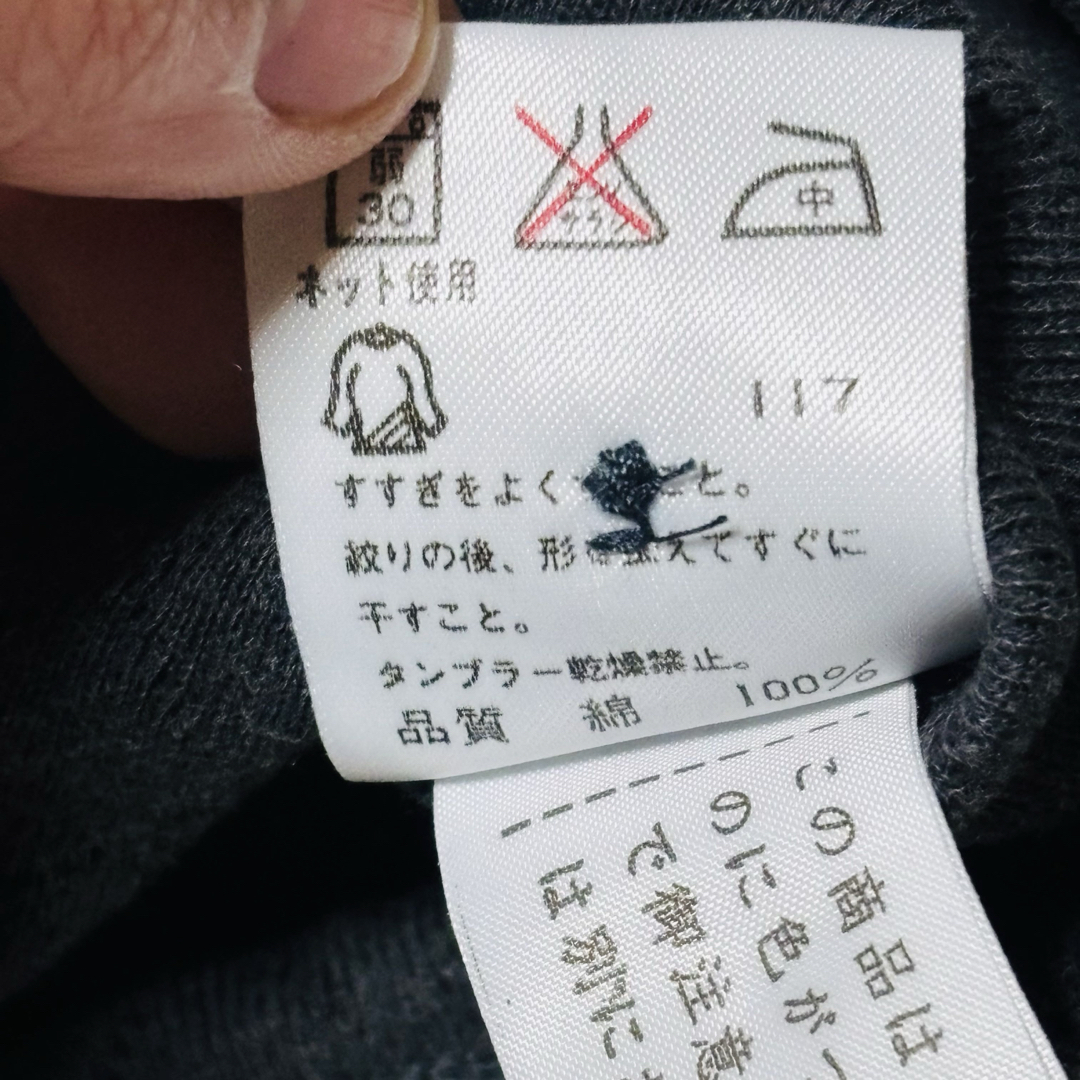 弱
30
中
ネット使用
117
すすぎをよく こと。
絞りの後、形 整えてすぐに
干すこと。
タンブラー乾燥禁止。
品質 綿 100%
この商品は
のに色が
で御注意
は別に